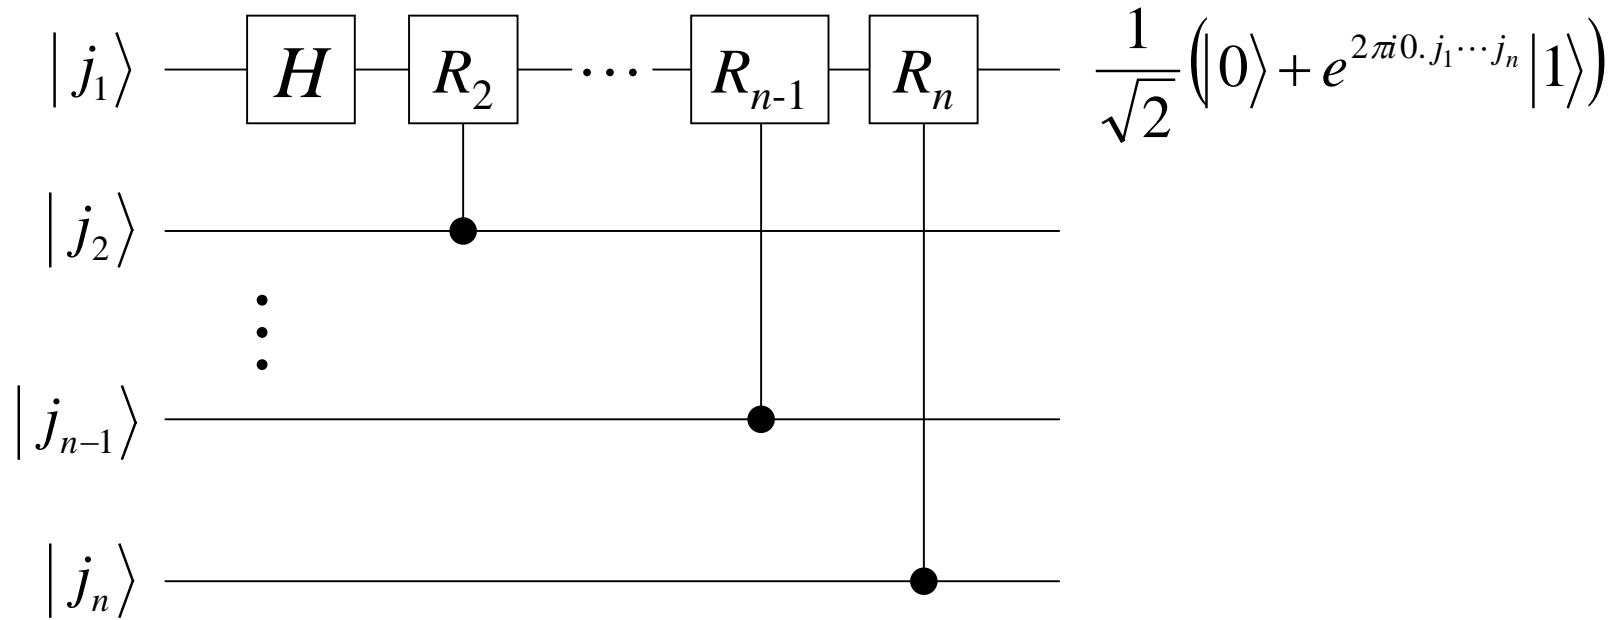 |j₁⟩ H R₂ ⋯ Rₙ₋₁ Rₙ 1/√2 (|0⟩ + e^{2πi0.j₁⋯jₙ} |1⟩)
|j₂⟩
⋮
|jₙ₋₁⟩
|jₙ⟩